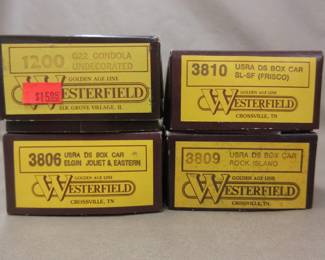 1200 G22 GONDOLA
UNDECORATED
$15.95
GOLDEN AGE LINE
WESTERFIELD
ELK GROVE VILLAGE, IL
3810 USRA DS BOX CAR
SL-SF (FRISCO)
GOLDEN AGE LINE
WESTERFIELD
CROSSVILLE, TN
3806 USRA DS BOX CAR
ELGIN JOLIET & EASTERN
GOLDEN AGE LINE
WESTERFIELD
CROSSVILLE, TN
3809 USRA DS BOX CAR
ROCK ISLAND
GOLDEN AGE LINE
WESTERFIELD
CROSSVILLE, TN